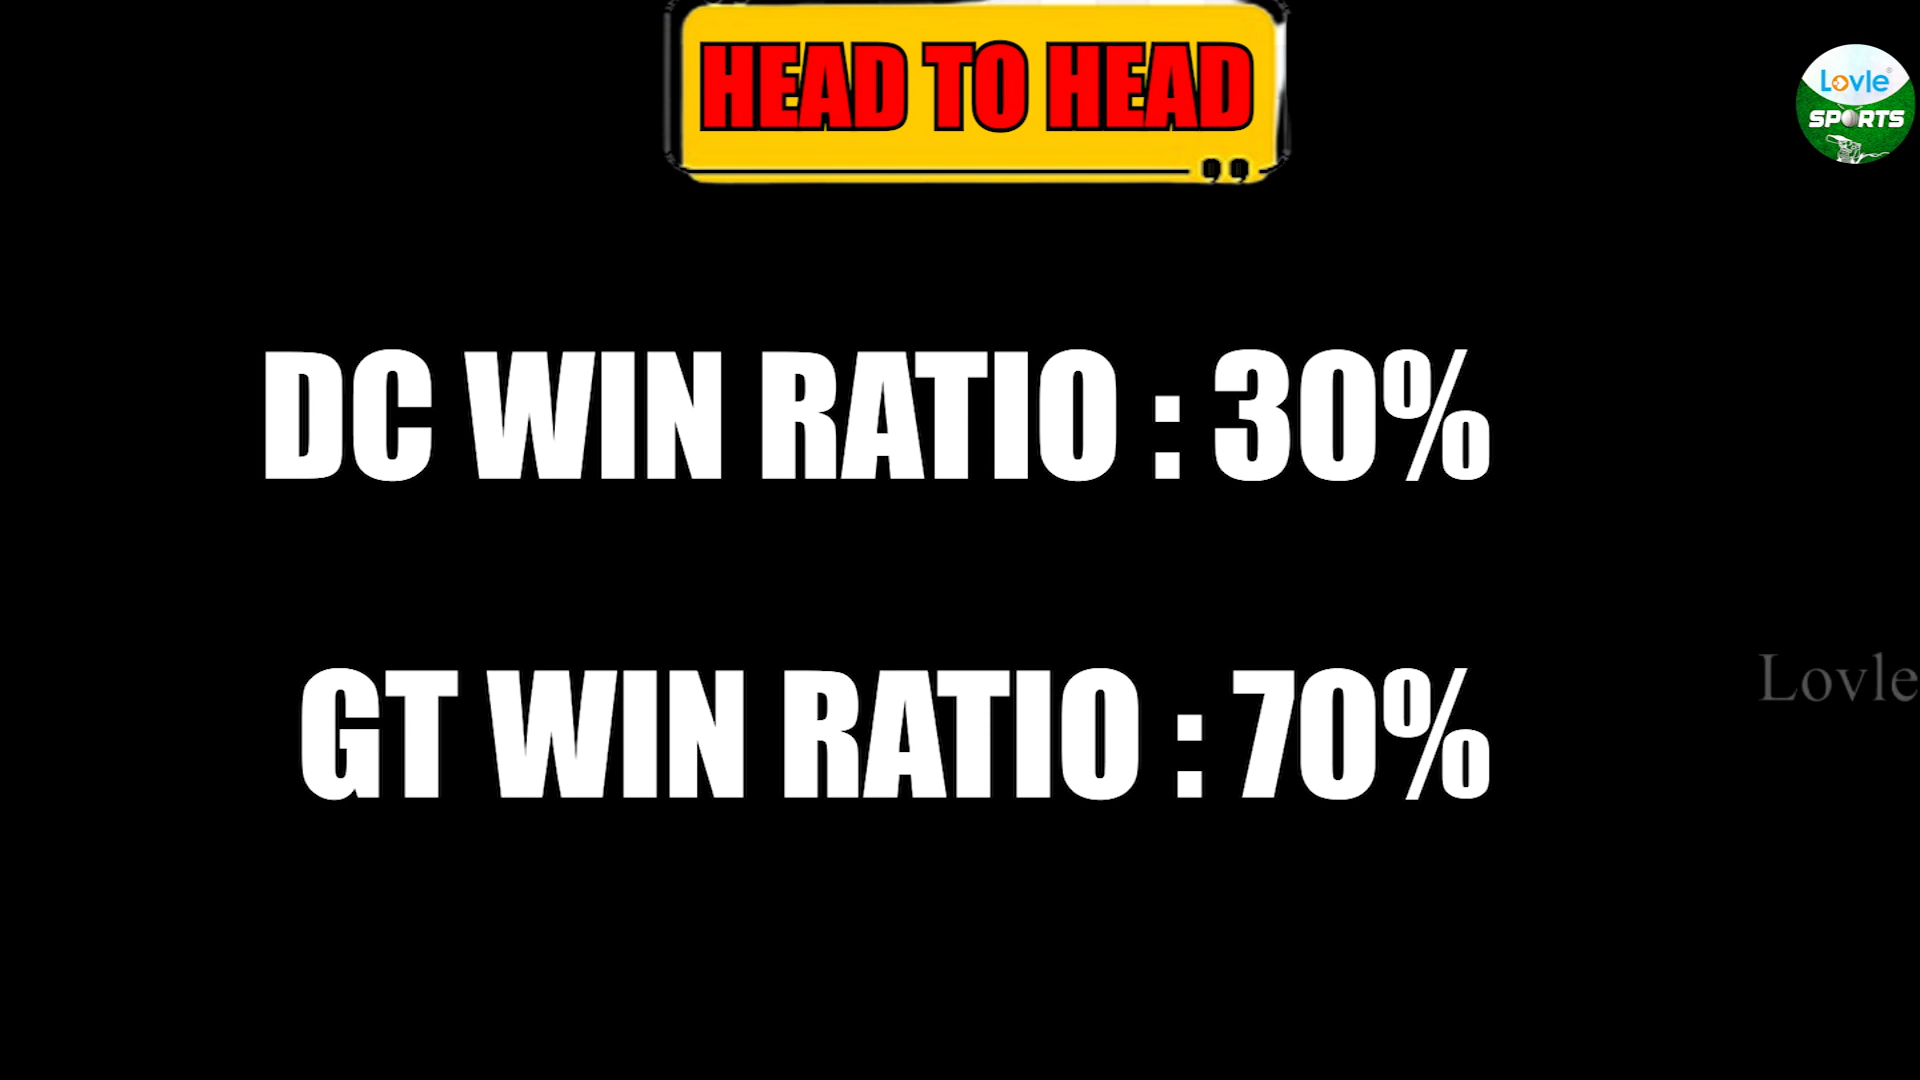 HEAD TO HEAD
Lovle
SPORTS
DC WIN RATIO : 30%
GT WIN RATIO : 70%
Lovle